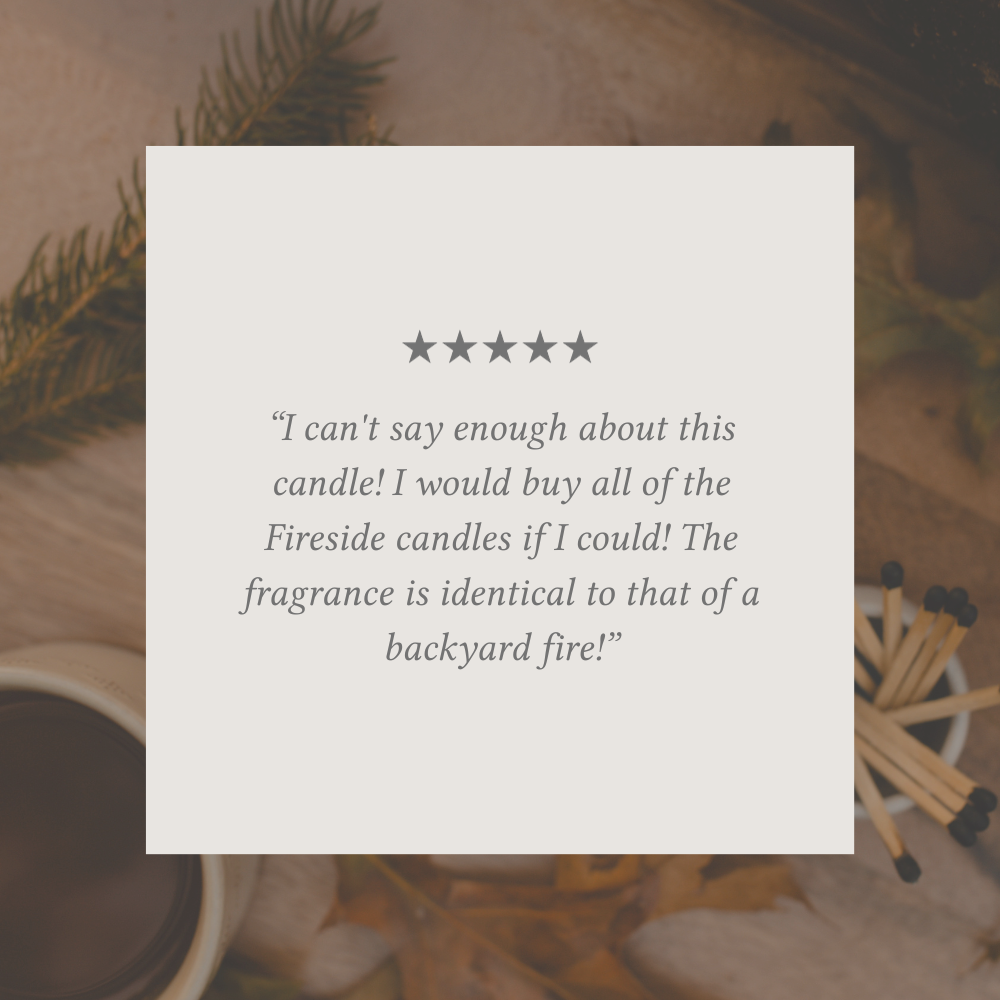 ★★★★★
“I can't say enough about this
candle! I would buy all of the
Fireside candles if I could! The
fragrance is identical to that of a
backyard fire!”